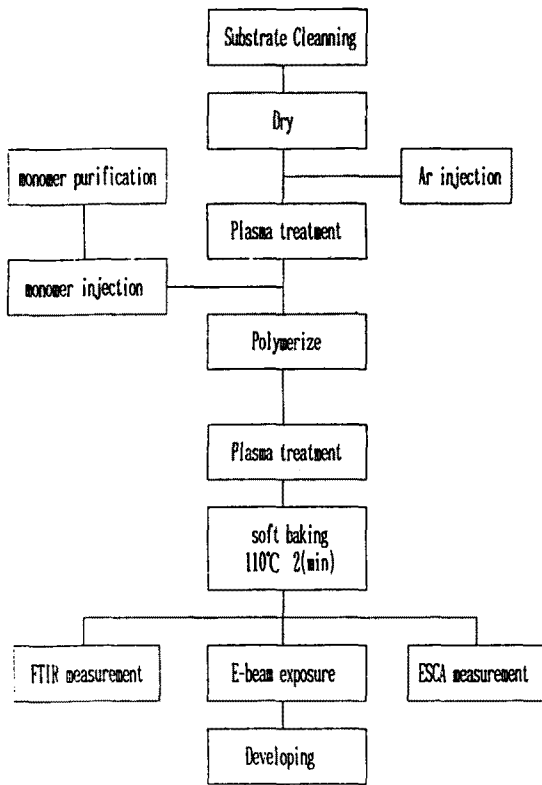 Substrate Cleanning
Dry
monomer purification
Ar injection
Plasma treatment
monomer injection
Polymerize
Plasma treatment
soft baking
110℃ 2(min)
FTIR measurement
E-beam exposure
ESCA measurement
Developing